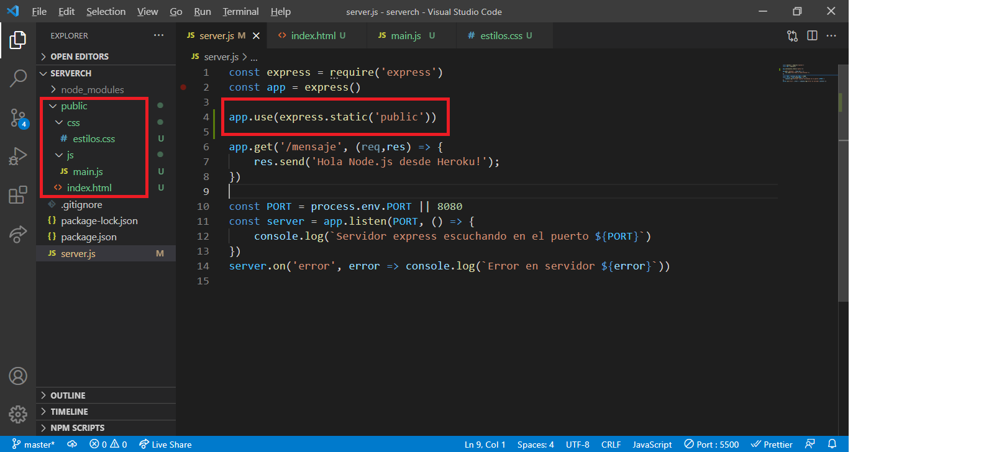 File Edit Selection View Go Run Terminal Help server.js - serverch - Visual Studio Code
EXPLORER
OPEN EDITORS
SERVERCH
node_modules
public
css
# estilos.css U
js
JS main.js U
<> index.html U
.gitignore
{} package-lock.json
{} package.json
JS server.js M
OUTLINE
TIMELINE
NPM SCRIPTS
4
JS server.js M <> index.html U JS main.js U # estilos.css U
JS server.js > ...
1 const express = require('express')
2 const app = express()
3
4 app.use(express.static('public'))
5
6 app.get('/mensaje', (req,res) => {
7 res.send('Hola Node.js desde Heroku!');
8 })
9
10 const PORT = process.env.PORT || 8080
11 const server = app.listen(PORT, () => {
12 console.log(`Servidor express escuchando en el puerto ${PORT}`)
13 })
14 server.on('error', error => console.log(`Error en servidor ${error}`))
15
master* 0 0 Live Share Ln 9, Col 1 Spaces: 4 UTF-8 CRLF JavaScript Port : 5500 Prettier